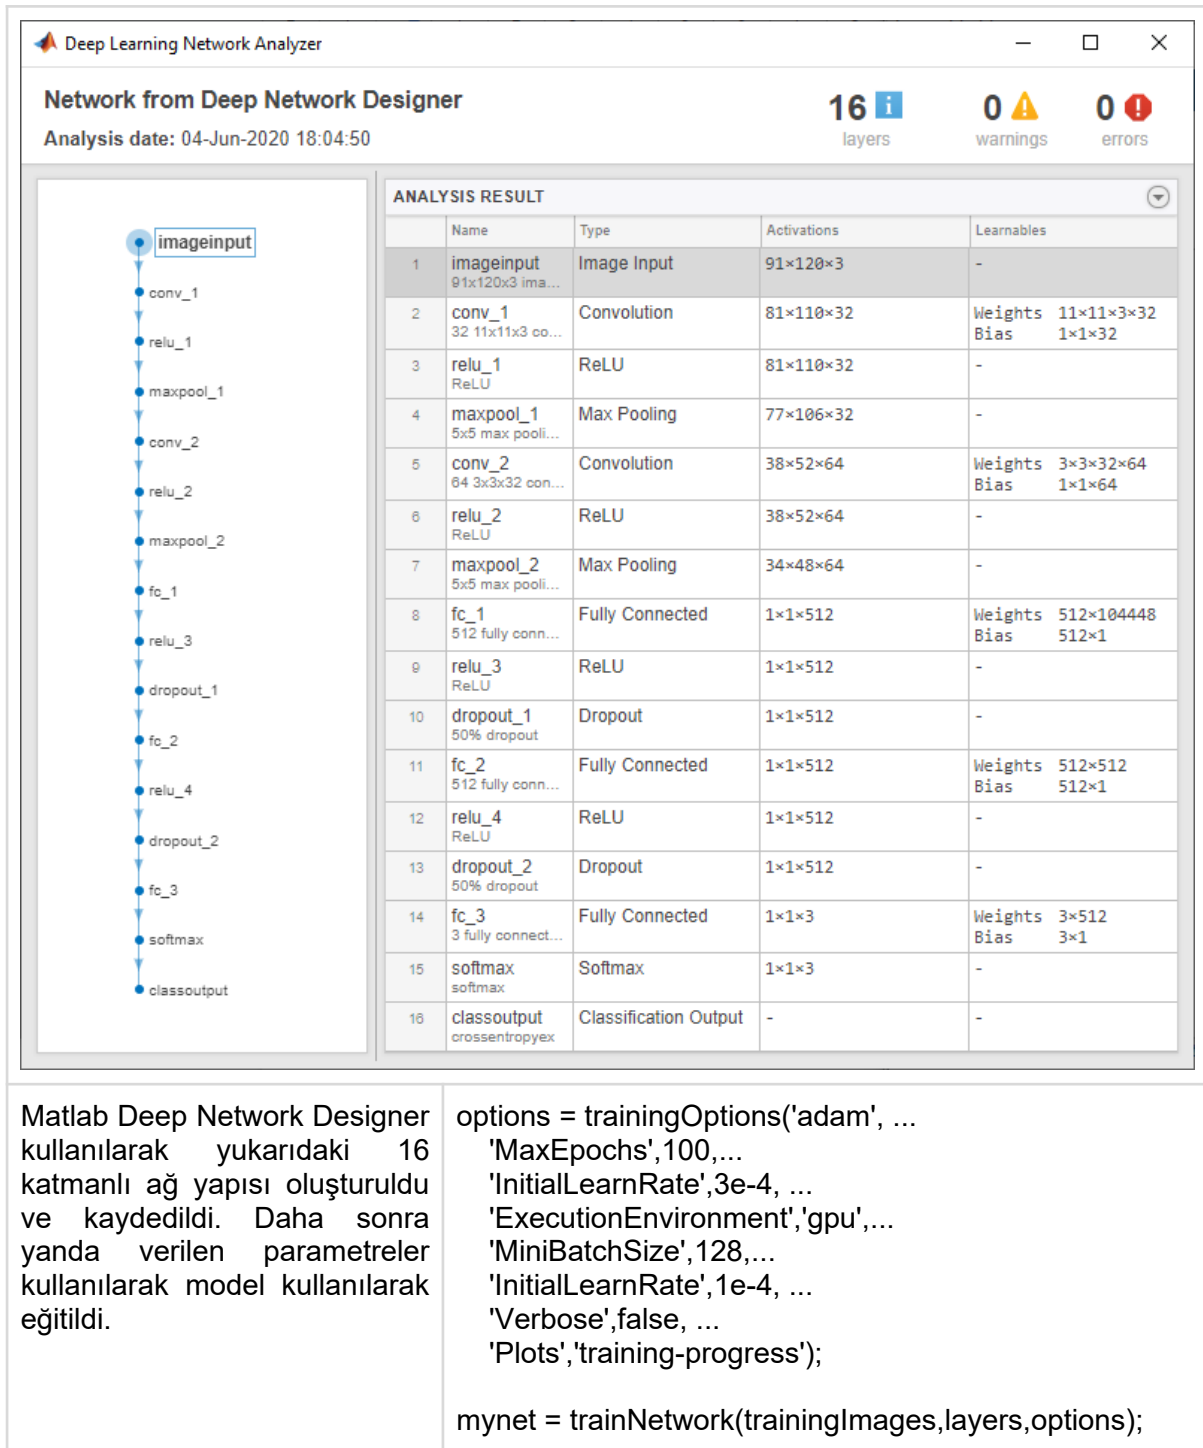 Deep Learning Network Analyzer
Network from Deep Network Designer
Analysis date: 04-Jun-2020 18:04:50
16 i
layers
0
warnings
0
errors
imageinput
conv_1
relu_1
maxpool_1
conv_2
relu_2
maxpool_2
fc_1
relu_3
dropout_1
fc_2
relu_4
dropout_2
fc_3
softmax
classoutput
ANALYSIS RESULT
Name Type Activations Learnables
1 imageinput Image Input 91×120×3 -
91x120x3 ima...
2 conv_1 Convolution 81×110×32 Weights 11×11×3×32
32 11x11x3 co... Bias 1×1×32
3 relu_1 ReLU 81×110×32 -
ReLU
4 maxpool_1 Max Pooling 77×106×32 -
5x5 max pooli...
5 conv_2 Convolution 38×52×64 Weights 3×3×32×64
64 3x3x32 con... Bias 1×1×64
6 relu_2 ReLU 38×52×64 -
ReLU
7 maxpool_2 Max Pooling 34×48×64 -
5x5 max pooli...
8 fc_1 Fully Connected 1×1×512 Weights 512×104448
512 fully conn... Bias 512×1
9 relu_3 ReLU 1×1×512 -
ReLU
10 dropout_1 Dropout 1×1×512 -
50% dropout
11 fc_2 Fully Connected 1×1×512 Weights 512×512
512 fully conn... Bias 512×1
12 relu_4 ReLU 1×1×512 -
ReLU
13 dropout_2 Dropout 1×1×512 -
50% dropout
14 fc_3 Fully Connected 1×1×3 Weights 3×512
3 fully connect... Bias 3×1
15 softmax Softmax 1×1×3 -
softmax
16 classoutput Classification Output - -
crossentropyex
Matlab Deep Network Designer
kullanılarak yukarıdaki 16
katmanlı ağ yapısı oluşturuldu
ve kaydedildi. Daha sonra
yanda verilen parametreler
kullanılarak model kullanılarak
eğitildi.
options = trainingOptions('adam', ...
'MaxEpochs',100,...
'InitialLearnRate',3e-4, ...
'ExecutionEnvironment','gpu',...
'MiniBatchSize',128,...
'InitialLearnRate',1e-4, ...
'Verbose',false, ...
'Plots','training-progress');
mynet = trainNetwork(trainingImages,layers,options);